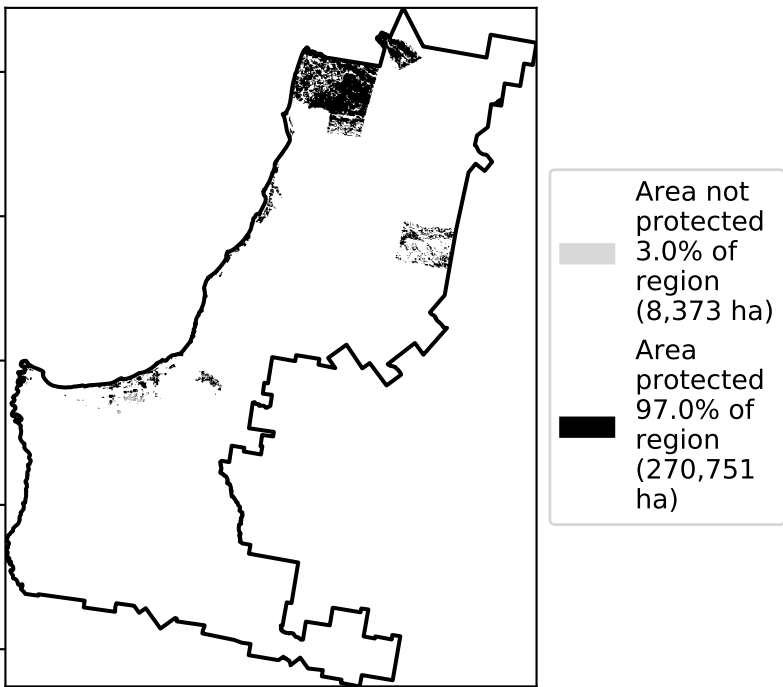 Area not
protected
3.0% of
region
(8,373 ha)
Area
protected
97.0% of
region
(270,751
ha)